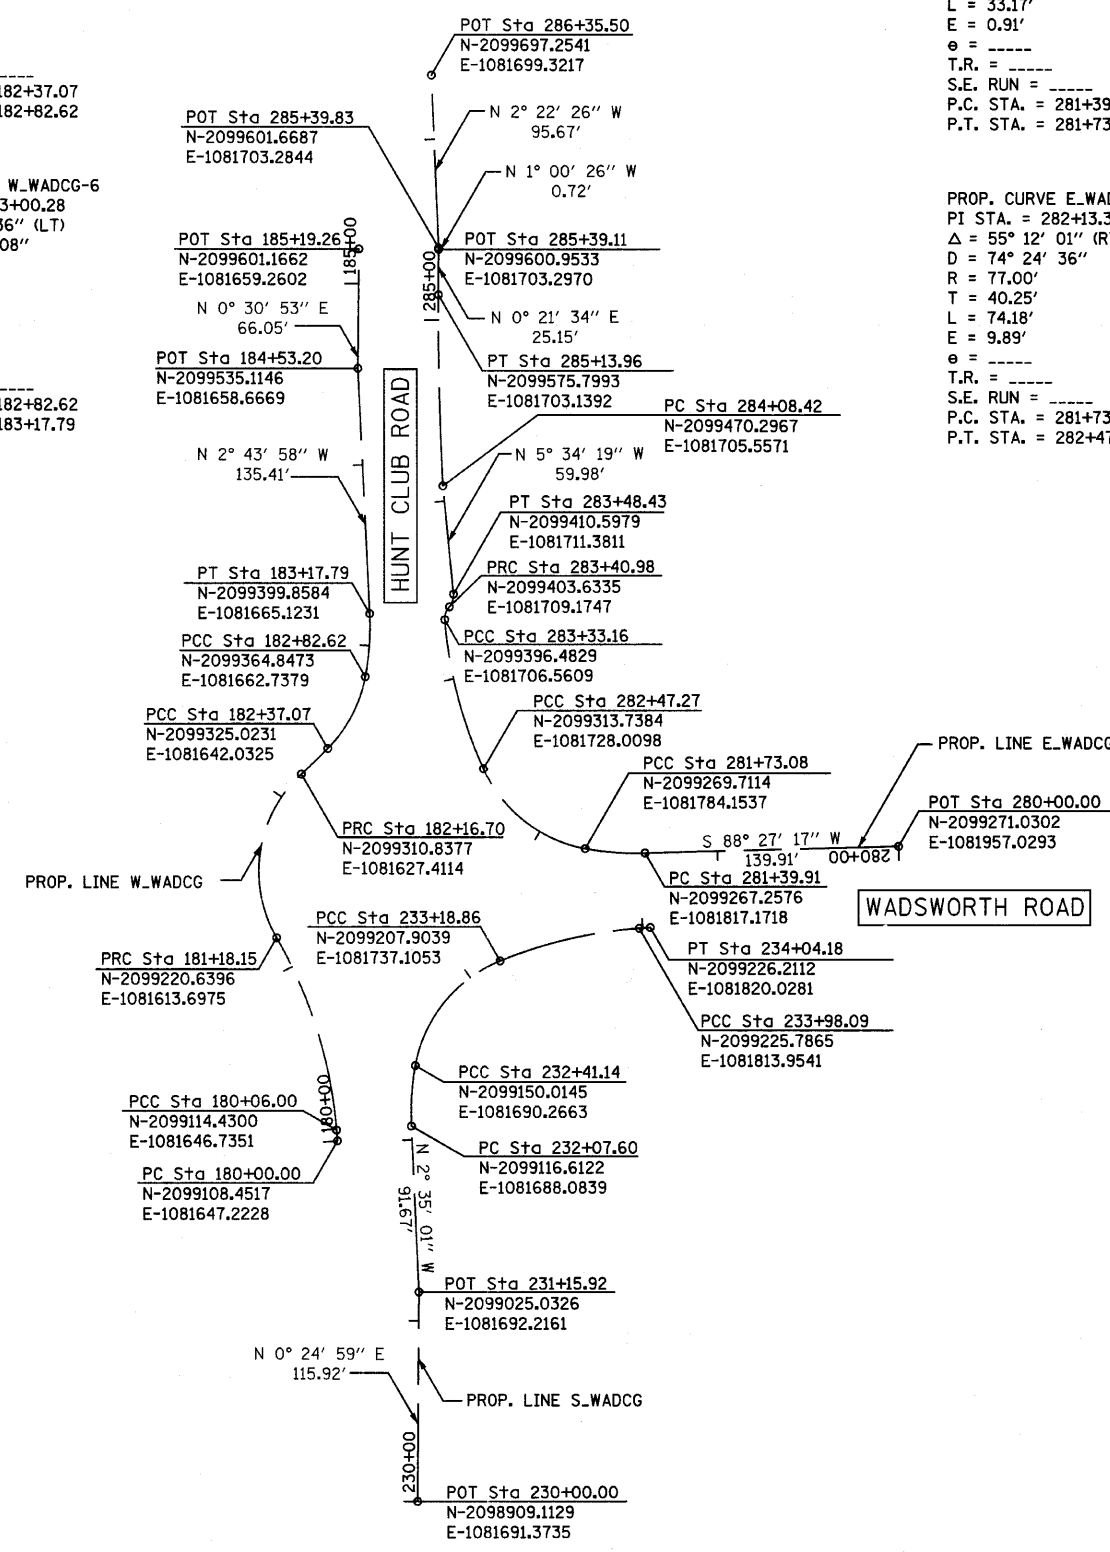 POT Sta 286+35.50
N-2099697.2541
E-1081699.3217
N 2° 22' 26" W
95.67'
POT Sta 285+39.83
N-2099601.6687
E-1081703.2844
N 1° 00' 26" W
0.72'
POT Sta 185+19.26
N-2099601.1662
E-1081659.2602
185+00
POT Sta 285+39.11
N-2099600.9533
E-1081703.2970
285+00
N 0° 30' 53" E
66.05'
N 0° 21' 34" E
25.15'
POT Sta 184+53.20
N-2099535.1146
E-1081658.6669
PT Sta 285+13.96
N-2099575.7993
E-1081703.1392
HUNT CLUB ROAD
PC Sta 284+08.42
N-2099470.2967
E-1081705.5571
N 2° 43' 58" W
135.41'
N 5° 34' 19" W
59.98'
PT Sta 283+48.43
N-2099410.5979
E-1081711.3811
PT Sta 183+17.79
N-2099399.8584
E-1081665.1231
PRC Sta 283+40.98
N-2099403.6335
E-1081709.1747
PCC Sta 182+82.62
N-2099364.8473
E-1081662.7379
PCC Sta 283+33.16
N-2099396.4829
E-1081706.5609
PCC Sta 182+37.07
N-2099325.0231
E-1081642.0325
PCC Sta 282+47.27
N-2099313.7384
E-1081728.0098
PCC Sta 281+73.08
N-2099269.7114
E-1081784.1537
PROP. LINE E_WADCG
POT Sta 280+00.00
N-2099271.0302
E-1081957.0293
PRC Sta 182+16.70
N-2099310.8377
E-1081627.4114
S 88° 27' 17" W
139.91'
280+00
PROP. LINE W_WADCG
PC Sta 281+39.91
N-2099267.2576
E-1081817.1718
WADSWORTH ROAD
PCC Sta 233+18.86
N-2099207.9039
E-1081737.1053
PRC Sta 181+18.15
N-2099220.6396
E-1081613.6975
PT Sta 234+04.18
N-2099226.2112
E-1081820.0281
PCC Sta 233+98.09
N-2099225.7865
E-1081813.9541
PCC Sta 232+41.14
N-2099150.0145
E-1081690.2663
180+00
PCC Sta 180+06.00
N-2099114.4300
E-1081646.7351
PC Sta 180+00.00
N-2099108.4517
E-1081647.2228
PC Sta 232+07.60
N-2099116.6122
E-1081688.0839
N 2° 35' 01" W
91.67'
POT Sta 231+15.92
N-2099025.0326
E-1081692.2161
N 0° 24' 59" E
115.92'
PROP. LINE S_WADCG
230+00
POT Sta 230+00.00
N-2098909.1129
E-1081691.3735
182+37.07
182+82.62
W_WADCG-6
3+00.28
36" (LT)
08"
182+82.62
183+17.79
L = 33.17'
E = 0.91'
e = _____
T.R. = _____
S.E. RUN = _____
P.C. STA. = 281+39
P.T. STA. = 281+73
PROP. CURVE E_WAD
PI STA. = 282+13.3
Δ = 55° 12' 01" (R
D = 74° 24' 36"
R = 77.00'
T = 40.25'
L = 74.18'
E = 9.89'
e = _____
T.R. = _____
S.E. RUN = _____
P.C. STA. = 281+73
P.T. STA. = 282+47